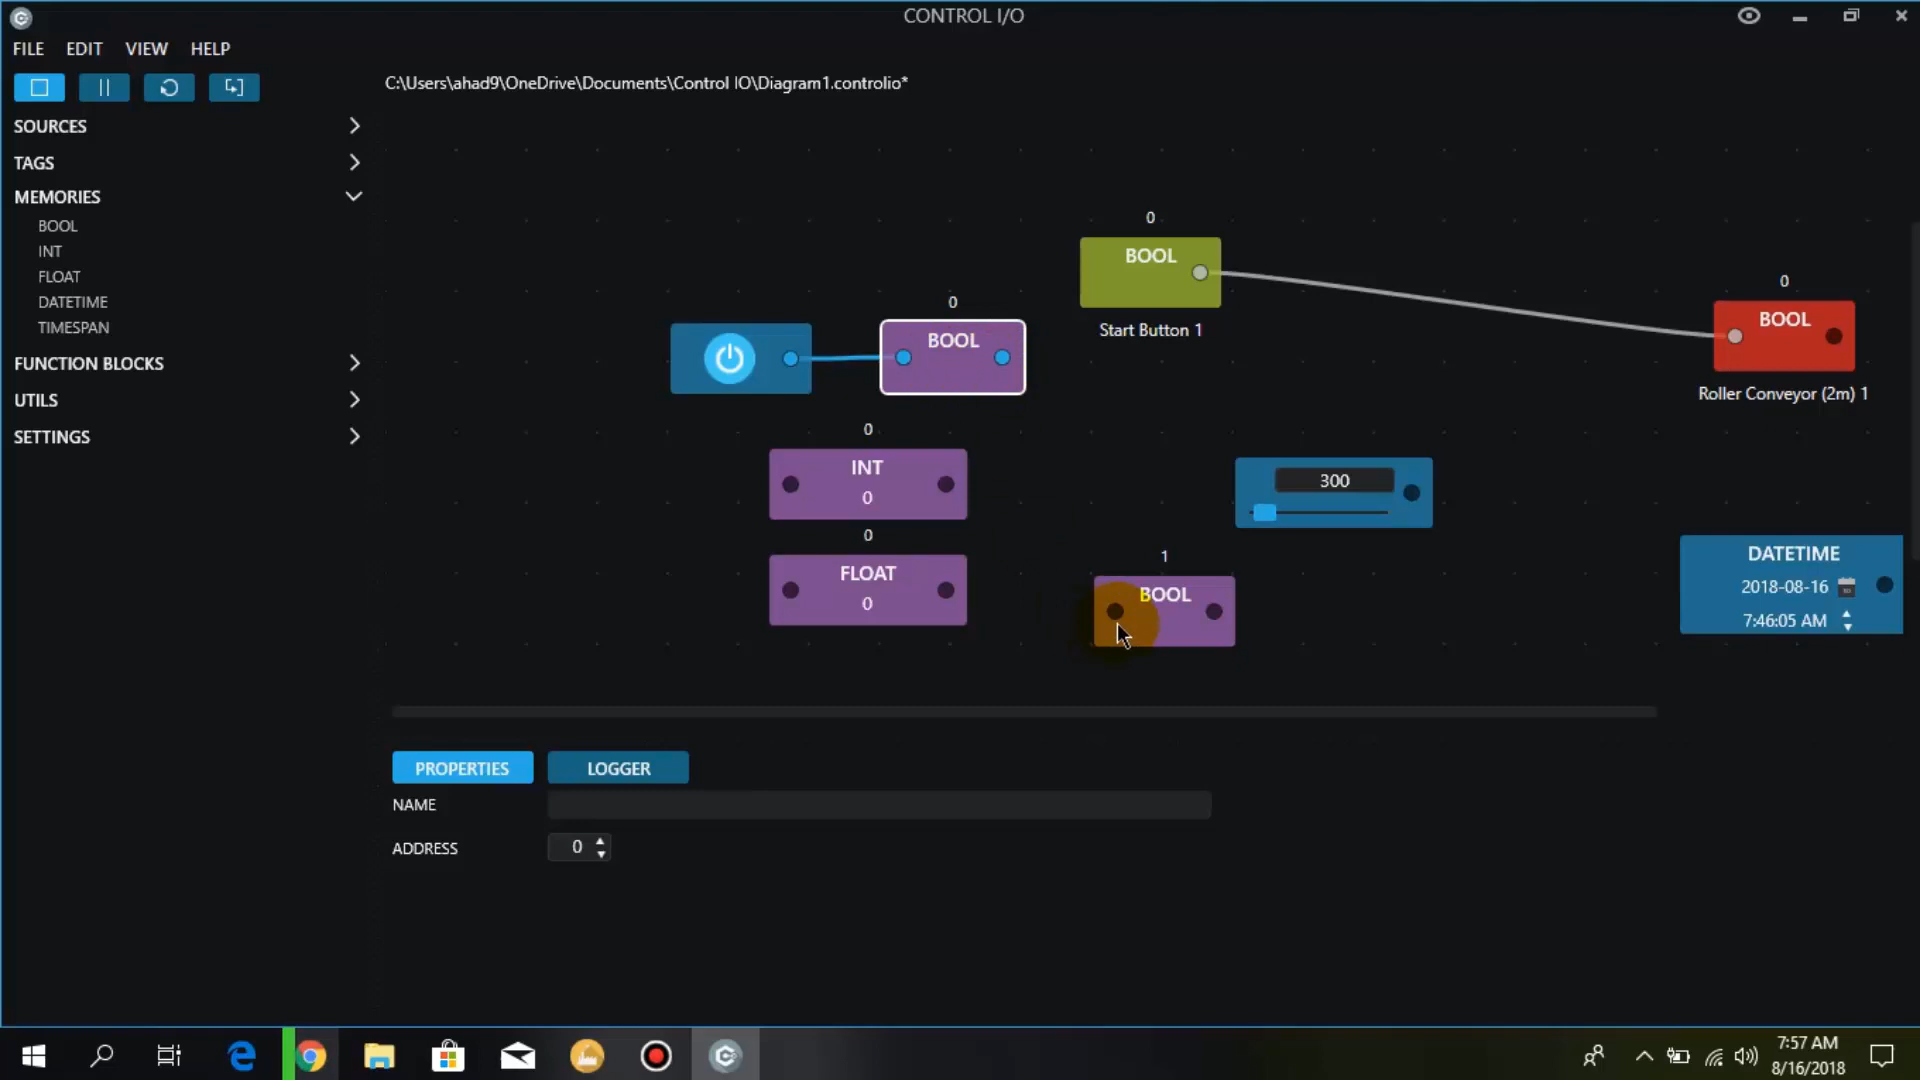 CONTROL I/O
FILE EDIT VIEW HELP
C:\Users\ahad9\OneDrive\Documents\Control IO\Diagram1.controlio*
SOURCES
TAGS
MEMORIES
BOOL
INT
FLOAT
DATETIME
TIMESPAN
FUNCTION BLOCKS
UTILS
SETTINGS
0
BOOL
Start Button 1
0
BOOL
Roller Conveyor (2m) 1
0
BOOL
0
INT
0
0
FLOAT
0
300
1
BOOL
DATETIME
2018-08-16
7:46:05 AM
PROPERTIES LOGGER
NAME
ADDRESS 0
7:57 AM
8/16/2018